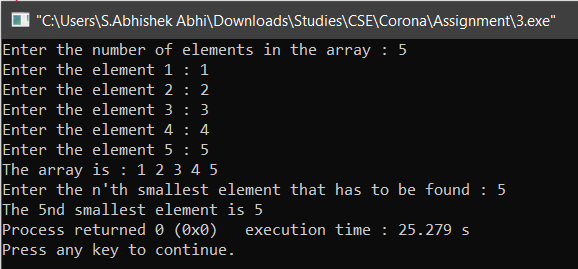 "C:\Users\S.Abhishek Abhi\Downloads\Studies\CSE\Corona\Assignment\3.exe"
Enter the number of elements in the array : 5
Enter the element 1 : 1
Enter the element 2 : 2
Enter the element 3 : 3
Enter the element 4 : 4
Enter the element 5 : 5
The array is : 1 2 3 4 5
Enter the n'th smallest element that has to be found : 5
The 5nd smallest element is 5
Process returned 0 (0x0)   execution time : 25.279 s
Press any key to continue.